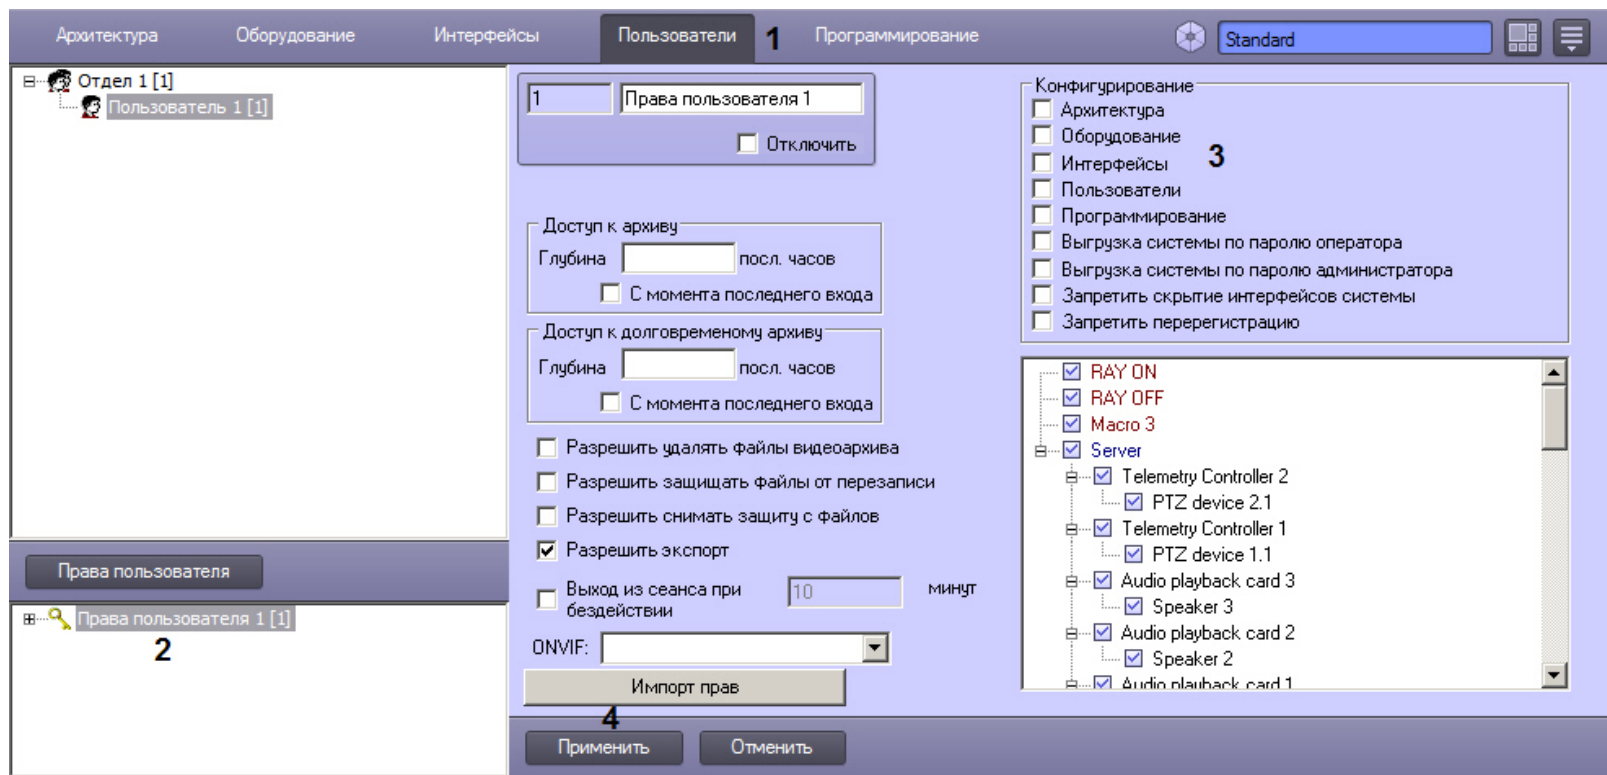 Архитектура Оборудование Интерфейсы Пользователи 1 Программирование Standard
Отдел 1 [1]
Пользователь 1 [1]
Права пользователя
Права пользователя 1 [1]
2
1 Права пользователя 1
Отключить
Доступ к архиву
Глубина посл. часов
С момента последнего входа
Доступ к долговременому архиву
Глубина посл. часов
С момента последнего входа
Разрешить удалять файлы видеоархива
Разрешить защищать файлы от перезаписи
Разрешить снимать защиту с файлов
Разрешить экспорт
Выход из сеанса при 10 минут
бездействии
ONVIF:
Импорт прав
4
Применить Отменить
Конфигурирование
Архитектура
Оборудование
Интерфейсы 3
Пользователи
Программирование
Выгрузка системы по паролю оператора
Выгрузка системы по паролю администратора
Запретить скрытие интерфейсов системы
Запретить перерегистрацию
RAY ON
RAY OFF
Macro 3
Server
Telemetry Controller 2
PTZ device 2.1
Telemetry Controller 1
PTZ device 1.1
Audio playback card 3
Speaker 3
Audio playback card 2
Speaker 2
Audio playback card 1